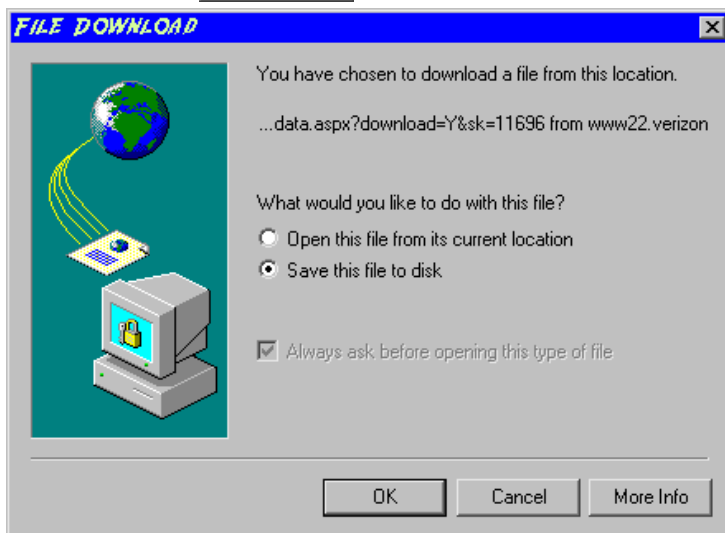 FILE DOWNLOAD
You have chosen to download a file from this location.
...data.aspx?download=Y&sk=11696 from www22.verizon
What would you like to do with this file?
Open this file from its current location
Save this file to disk
Always ask before opening this type of file
OK Cancel More Info